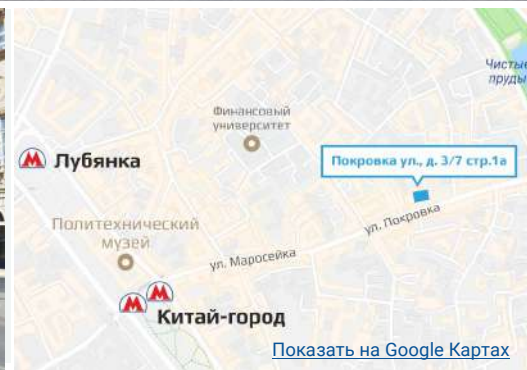 Чистые
пруды
Финансовый
университет
Лубянка
Покровка ул., д. 3/7 стр.1а
ул. Покровка
Политехнический
музей
ул. Маросейка
Китай-город
Показать на Google Картах